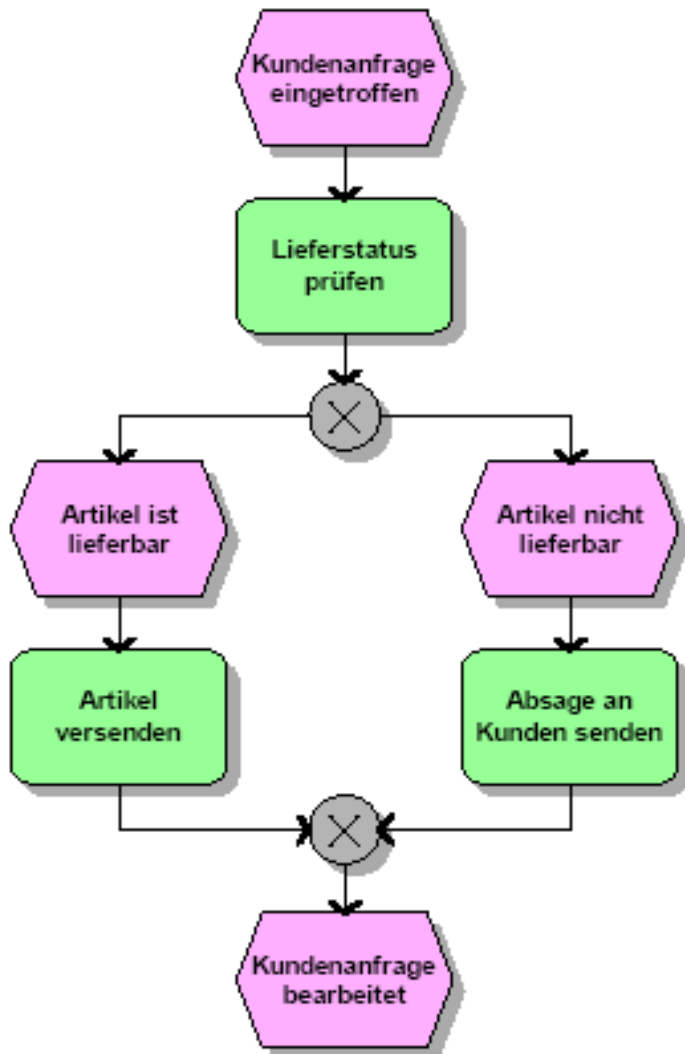 Kundenanfrage
eingetroffen
Lieferstatus
prüfen
Artikel ist
lieferbar
Artikel nicht
lieferbar
Artikel
versenden
Absage an
Kunden senden
Kundenanfrage
bearbeitet